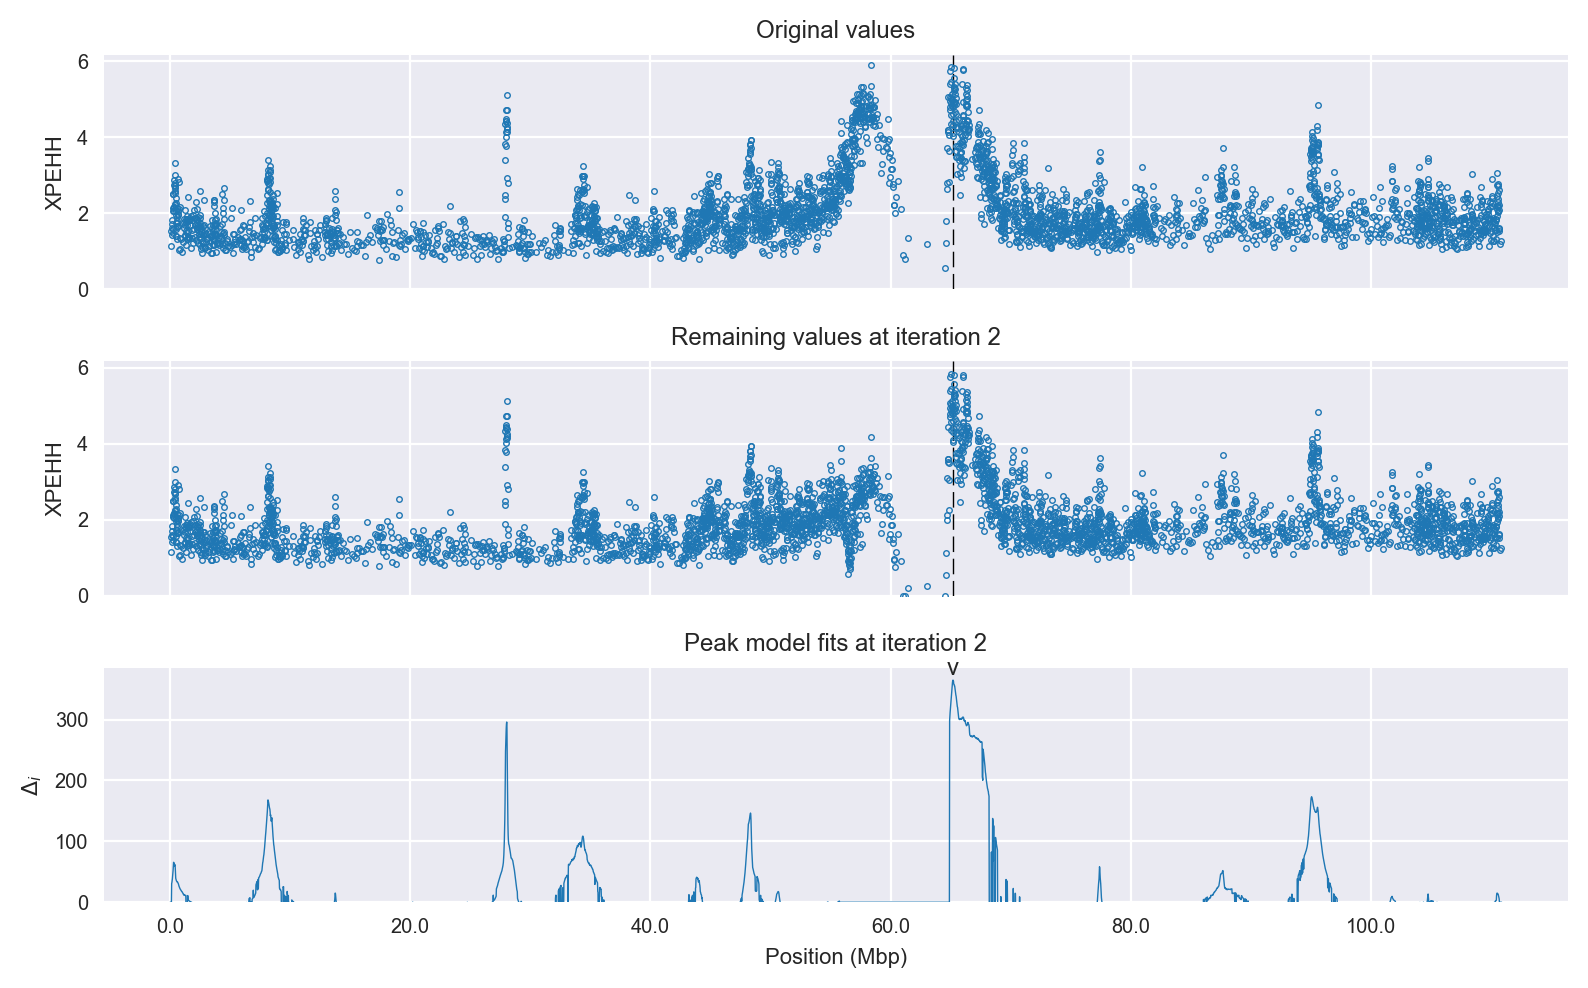 Original values
6
4
2
0
XPEHH
Remaining values at iteration 2
6
4
2
0
XPEHH
Peak model fits at iteration 2
v
300
200
100
0
Δi
0.0 20.0 40.0 60.0 80.0 100.0
Position (Mbp)